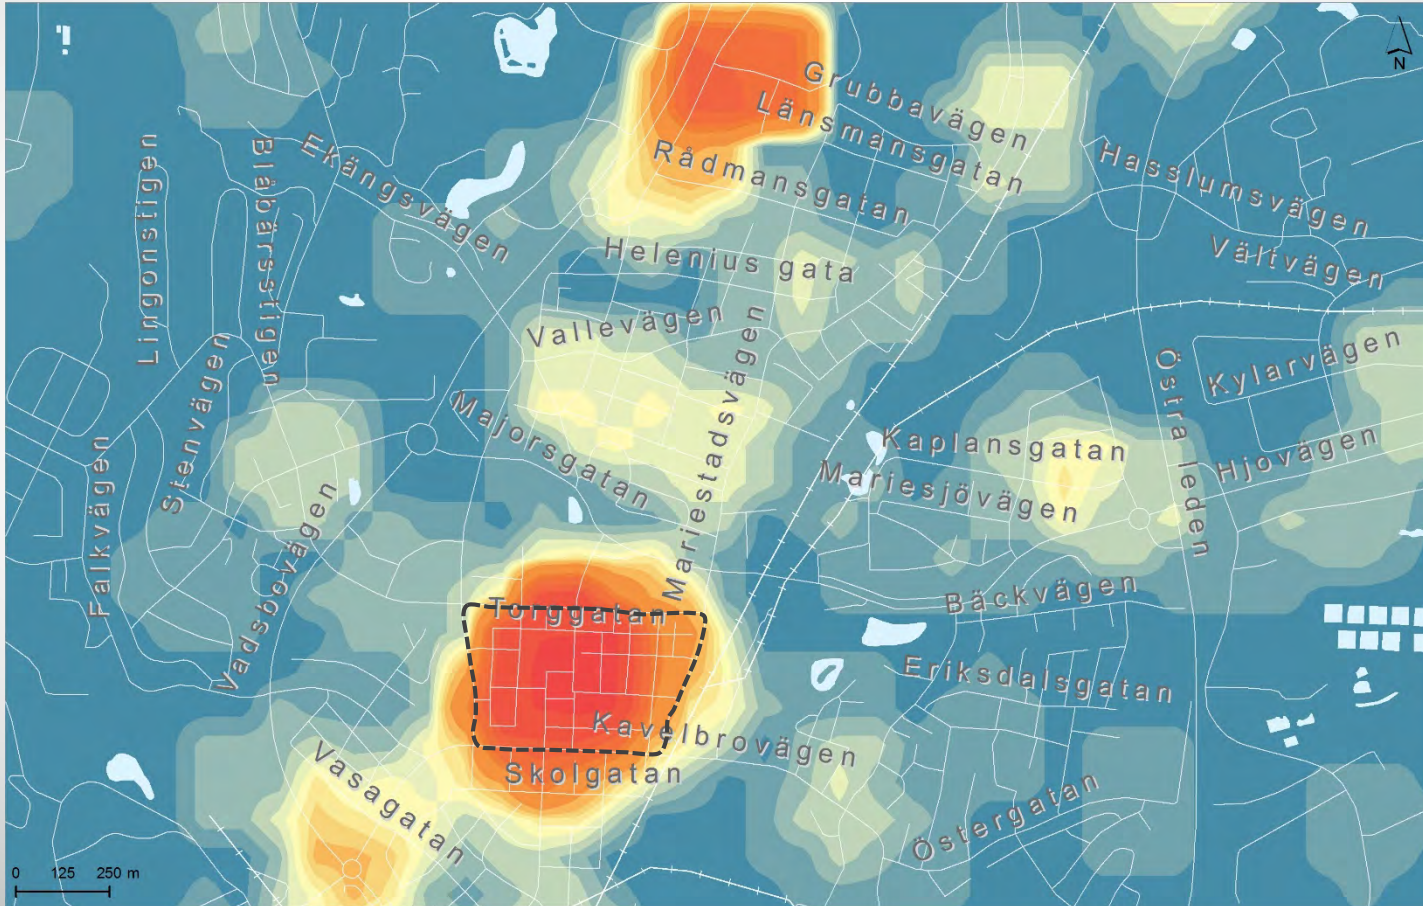 N
Grubbavägen
Länsmansgatan
Rådmansgatan
Hasslumsvägen
Ekängsvägen
Lingonstigen
Blåbärsstigen
Helenius gata
Vältvägen
Vallevägen
Mariestadsvägen
Stenvägen
Kylarvägen
Östra leden
Majorsgatan
Kaplansgatan
Hjovägen
Falkvägen
Mariesjövägen
Vadsbovägen
Torggatan
Bäckvägen
Eriksdalsgatan
Kavelbrovägen
Skolgatan
Vasagatan
Östergatan
0 125 250 m